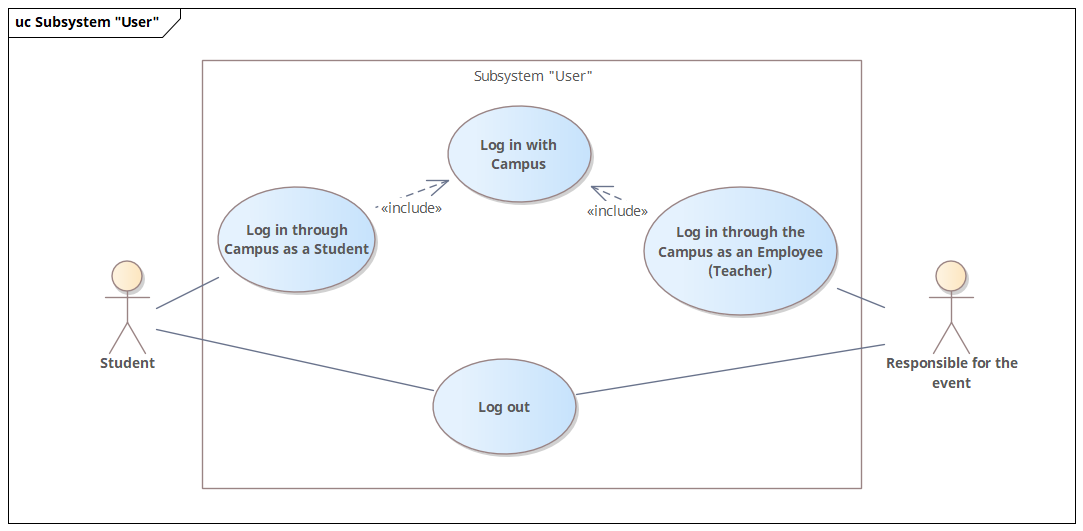 uc Subsystem "User"
Subsystem "User"
Log in with
Campus
«include»
«include»
Log in through
Campus as a Student
Log in through the
Campus as an Employee
(Teacher)
Student
Responsible for the
event
Log out